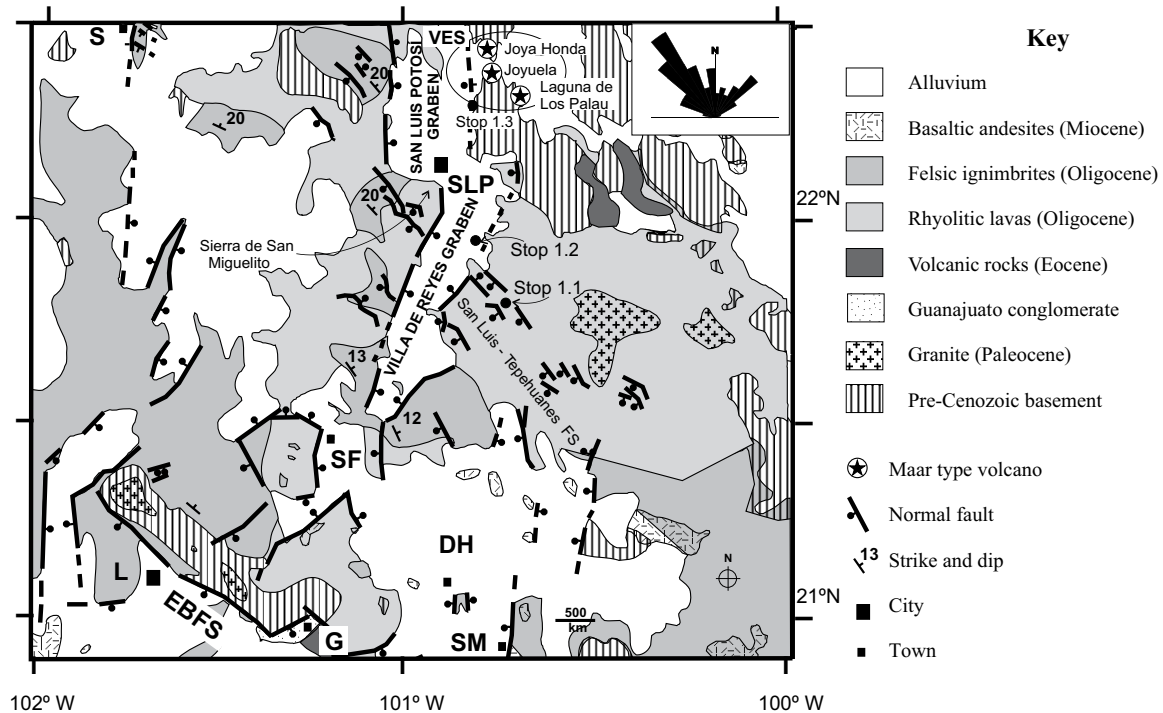 S
VES
Joya Honda
Joyuela
Laguna de
Los Palau
Stop 1.3
N
20
20
SAN LUIS POTOSÍ
GRABEN
SLP
20
Sierra de San
Miguelito
Stop 1.2
Stop 1.1
VILLA DE REYES GRABEN
San Luis - Tepehuanes FS
13
12
SF
DH
L
EBFS
G
SM
500
km
N
22ºN
21ºN
102º W
101º W
100º W
Key
Alluvium
Basaltic andesites (Miocene)
Felsic ignimbrites (Oligocene)
Rhyolitic lavas (Oligocene)
Volcanic rocks (Eocene)
Guanajuato conglomerate
Granite (Paleocene)
Pre-Cenozoic basement
Maar type volcano
Normal fault
13 Strike and dip
City
Town